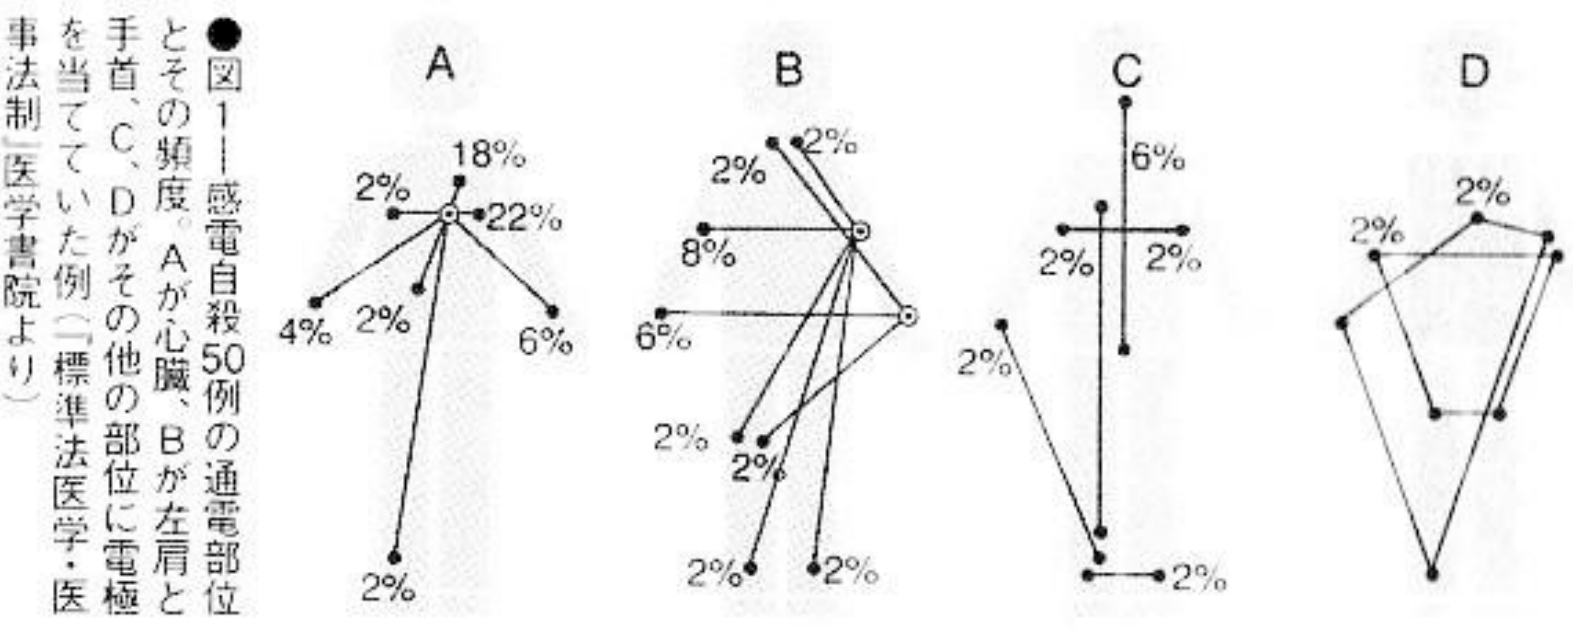 ●図1—感電自殺50例の通電部位
とその頻度。Aが心臓、Bが左肩と
手首、C、Dがその他の部位に電極
を当てていた例(『標準法医学・医
事法制』医学書院より)
A
18%
2%
22%
4%
2%
6%
2%
B
2%
2%
8%
6%
2%
2%
2%
2%
C
6%
2%
2%
2%
2%
D
2%
2%